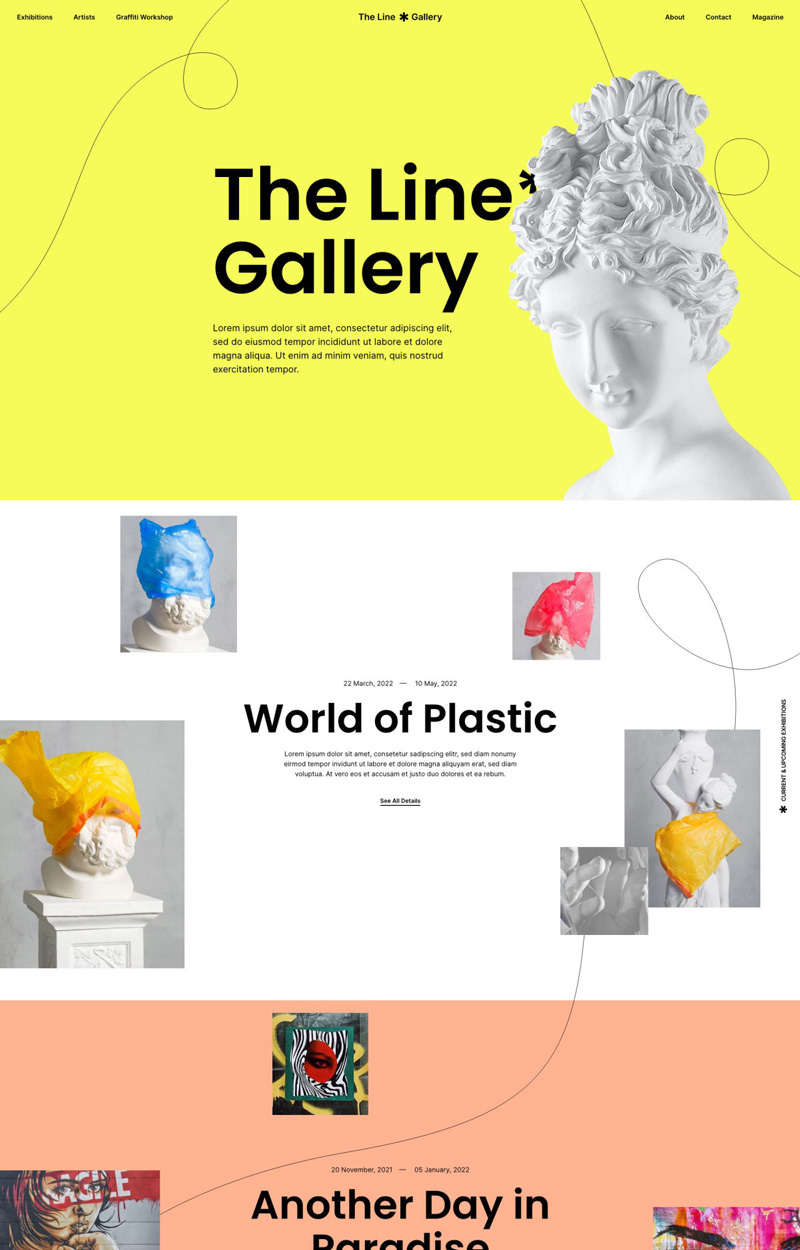 Exhibitions Artists Graffiti Workshop The Line * Gallery About Contact Magazine
The Line*
Gallery
Lorem ipsum dolor sit amet, consectetur adipiscing elit,
sed do eiusmod tempor incididunt ut labore et dolore
magna aliqua. Ut enim ad minim veniam, quis nostrud
exercitation tempor.
22 March, 2022 — 10 May, 2022
World of Plastic
Lorem ipsum dolor sit amet, consetetur sadipscing elitr, sed diam nonumy
eirmod tempor invidunt ut labore et dolore magna aliquyam erat, sed diam
voluptua. At vero eos et accusam et justo duo dolores et ea rebum.
See All Details
* CURRENT & UPCOMING EXHIBITIONS
20 November, 2021 — 05 January, 2022
AGILE
Another Day in
Paradise